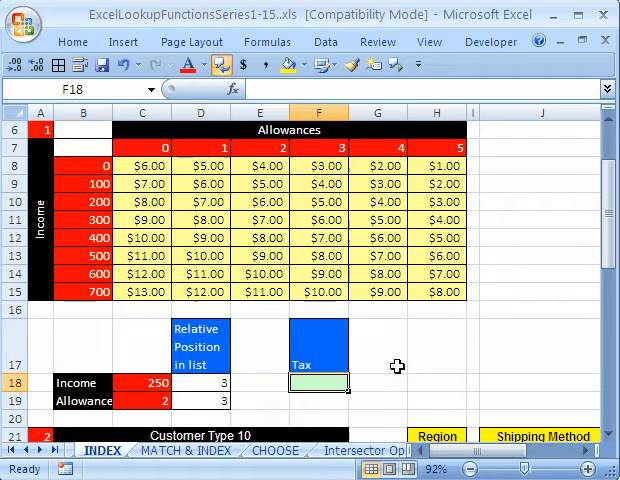 ExcelLookupFunctionsSeries1-15..xls [Compatibility Mode] - Microsoft Excel
Home Insert Page Layout Formulas Data Review View Developer
F18 fx
A B C D E F G H I J
6 1 Allowances
7 0 1 2 3 4 5
8 0 $6.00 $5.00 $4.00 $3.00 $2.00 $1.00
9 100 $7.00 $6.00 $5.00 $4.00 $3.00 $2.00
10 200 $8.00 $7.00 $6.00 $5.00 $4.00 $3.00
11 300 $9.00 $8.00 $7.00 $6.00 $5.00 $4.00
12 400 $10.00 $9.00 $8.00 $7.00 $6.00 $5.00
13 500 $11.00 $10.00 $9.00 $8.00 $7.00 $6.00
14 600 $12.00 $11.00 $10.00 $9.00 $8.00 $7.00
15 700 $13.00 $12.00 $11.00 $10.00 $9.00 $8.00
Income
16
Relative
Position
17 in list Tax
18 Income 250 3
19 Allowance 2 3
20
21 2 Customer Type 10 Region Shipping Method
INDEX MATCH & INDEX CHOOSE Intersector Op
Ready 92%